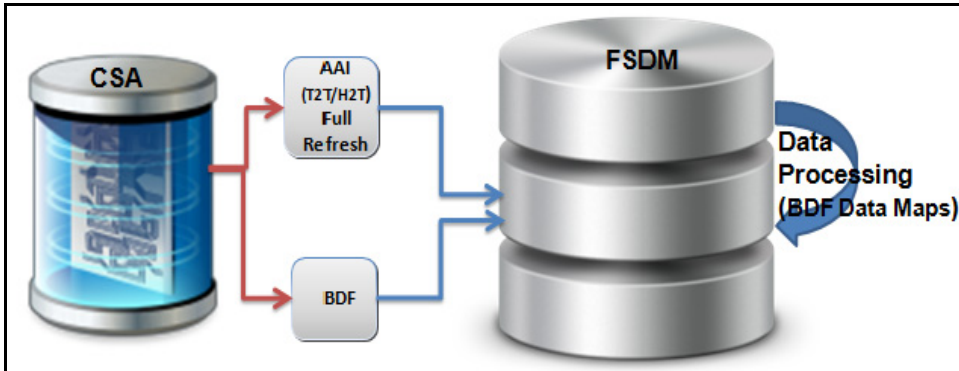 CSA
AAI
(T2T/H2T)
Full
Refresh
BDF
FSDM
Data
Processing
(BDF Data Maps)